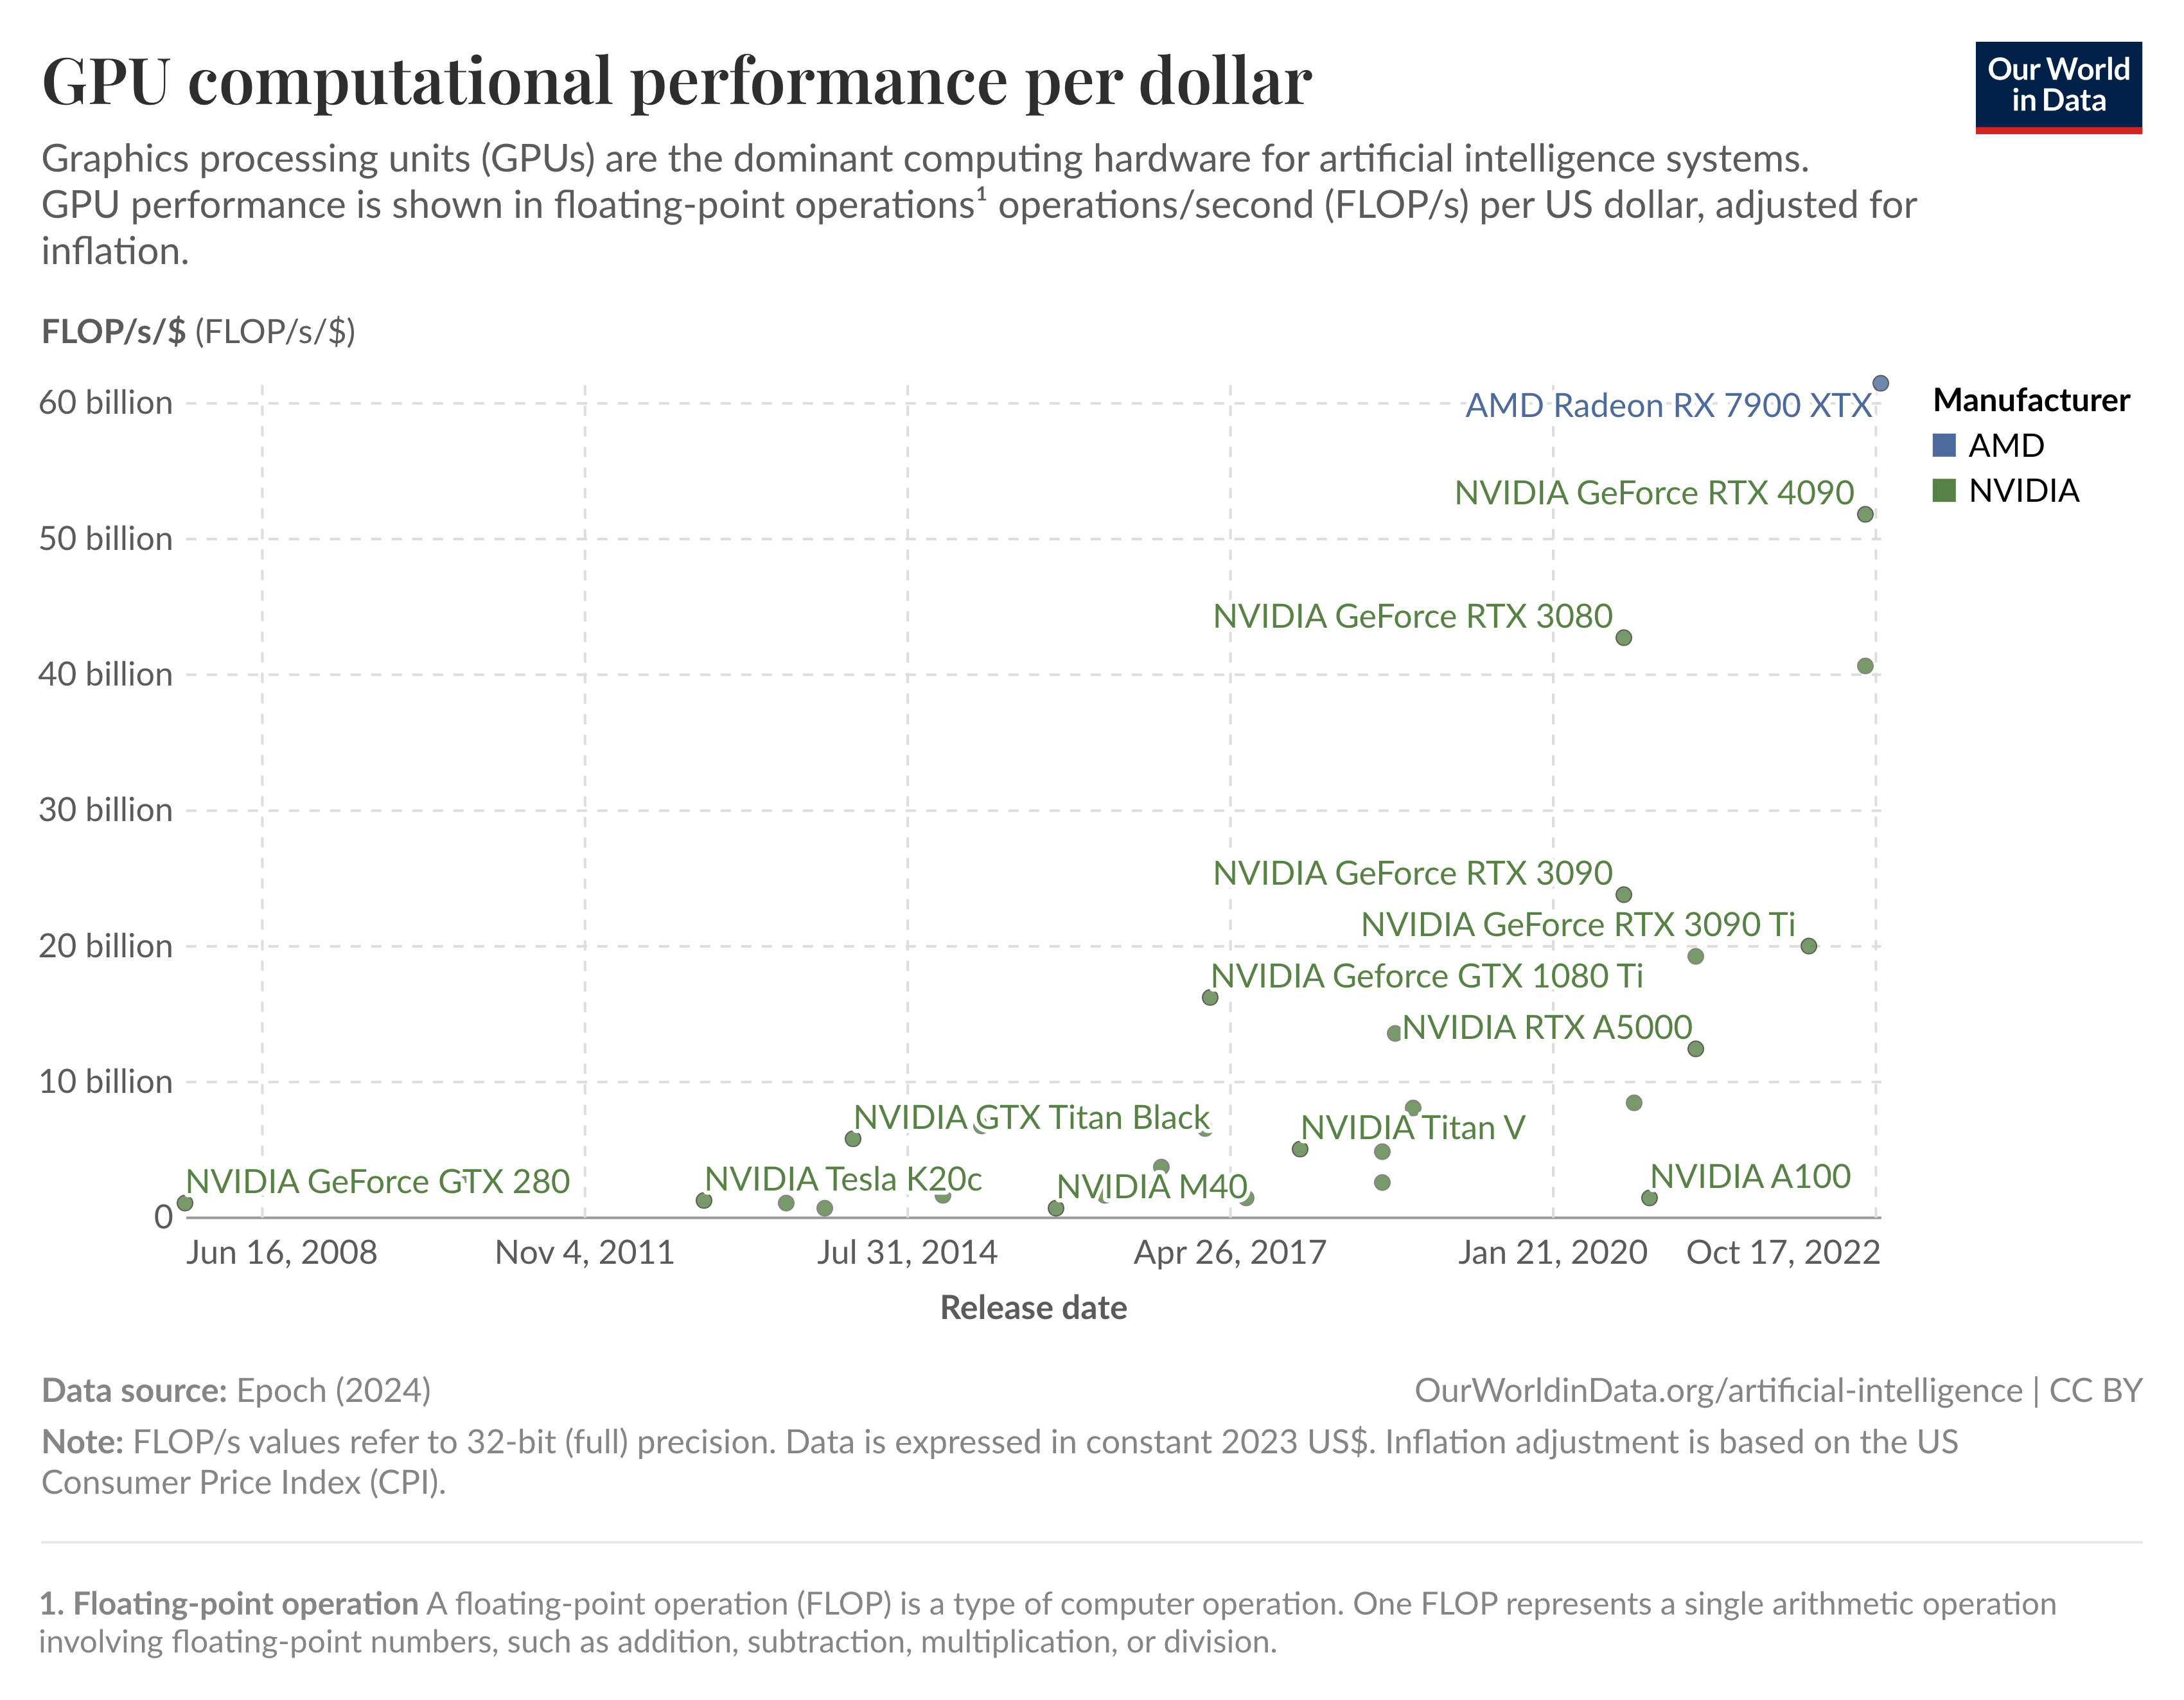 GPU computational performance per dollar
Our World
in Data
Graphics processing units (GPUs) are the dominant computing hardware for artificial intelligence systems.
GPU performance is shown in floating-point operations¹ operations/second (FLOP/s) per US dollar, adjusted for
inflation.
FLOP/s/$ (FLOP/s/$)
60 billion
50 billion
40 billion
30 billion
20 billion
10 billion
0
AMD Radeon RX 7900 XTX
NVIDIA GeForce RTX 4090
NVIDIA GeForce RTX 3080
NVIDIA GeForce RTX 3090
NVIDIA GeForce RTX 3090 Ti
NVIDIA Geforce GTX 1080 Ti
NVIDIA RTX A5000
NVIDIA GTX Titan Black
NVIDIA Titan V
NVIDIA GeForce GTX 280
NVIDIA Tesla K20c
NVIDIA M40
NVIDIA A100
Manufacturer
AMD
NVIDIA
Jun 16, 2008
Nov 4, 2011
Jul 31, 2014
Apr 26, 2017
Jan 21, 2020
Oct 17, 2022
Release date
Data source: Epoch (2024)
OurWorldinData.org/artificial-intelligence | CC BY
Note: FLOP/s values refer to 32-bit (full) precision. Data is expressed in constant 2023 US$. Inflation adjustment is based on the US
Consumer Price Index (CPI).
1. Floating-point operation A floating-point operation (FLOP) is a type of computer operation. One FLOP represents a single arithmetic operation
involving floating-point numbers, such as addition, subtraction, multiplication, or division.